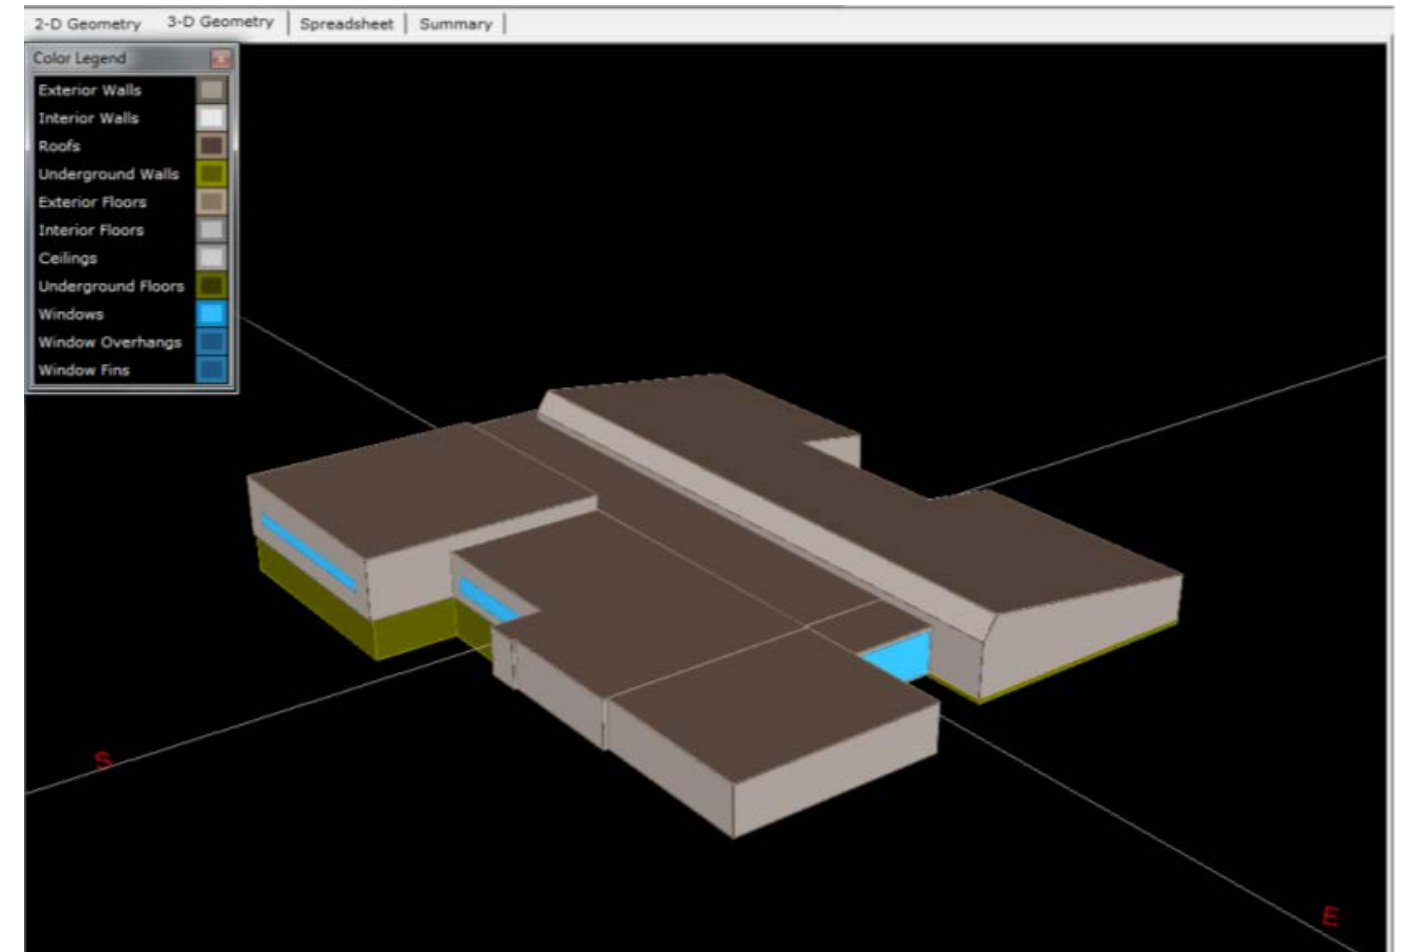 2-D Geometry 3-D Geometry Spreadsheet Summary
Color Legend
Exterior Walls
Interior Walls
Roofs
Underground Walls
Exterior Floors
Interior Floors
Ceilings
Underground Floors
Windows
Window Overhangs
Window Fins
S
E